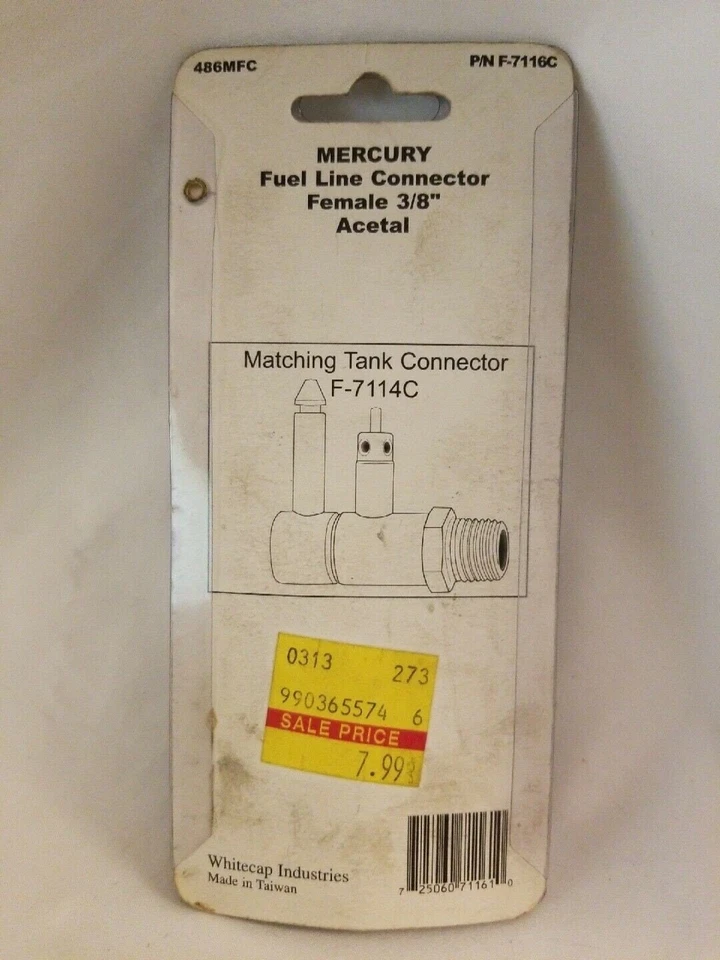 486MFC P/N F-7116C
MERCURY
Fuel Line Connector
Female 3/8"
Acetal
Matching Tank Connector
F-7114C
0313 273
990365574 6
SALE PRICE
7.99
Whitecap Industries
Made in Taiwan
7 25060 71161 0